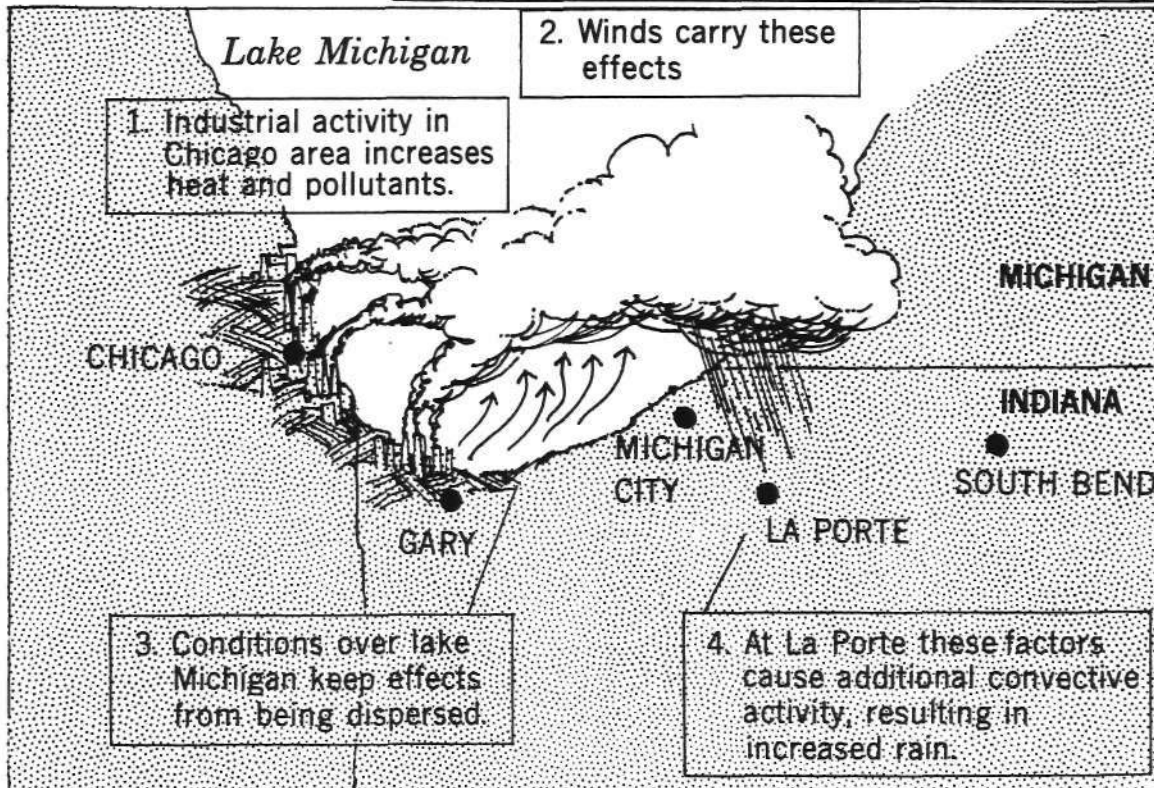 Lake Michigan
1. Industrial activity in
Chicago area increases
heat and pollutants.
2. Winds carry these
effects
MICHIGAN
CHICAGO
INDIANA
MICHIGAN
CITY
SOUTH BEND
GARY
LA PORTE
3. Conditions over lake
Michigan keep effects
from being dispersed.
4. At La Porte these factors
cause additional convective
activity, resulting in
increased rain.